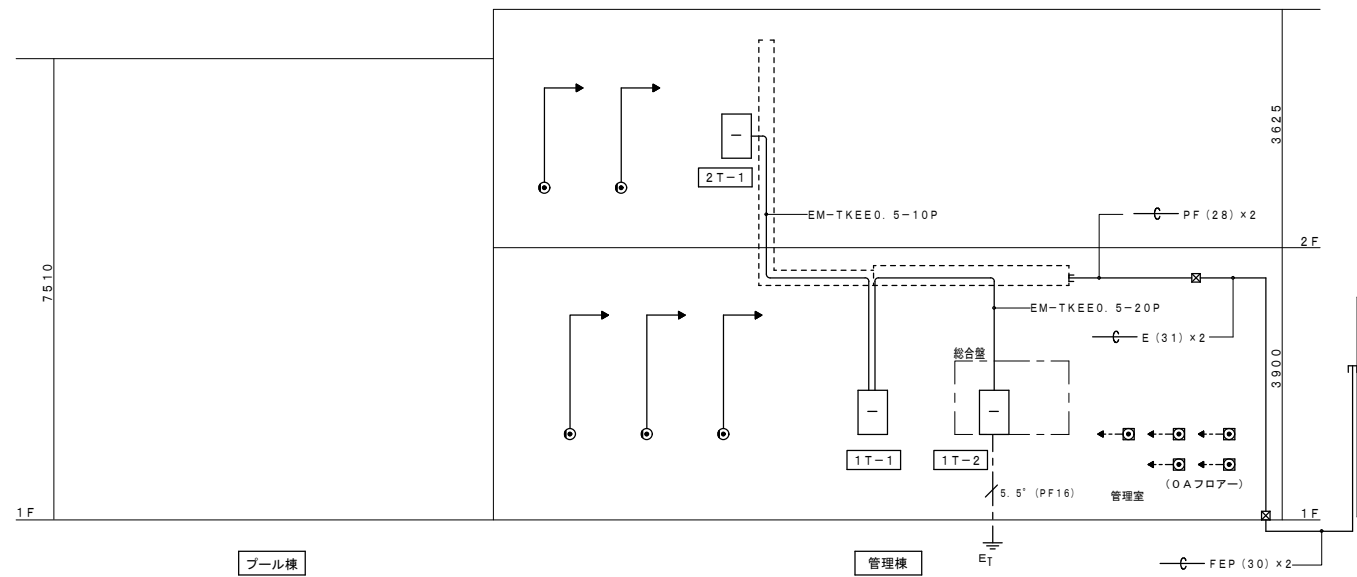 3625
2T-1
EM-TKEE0.5-10P
C PF(28)×2
2F
7510
EM-TKEE0.5-20P
C E(31)×2
総合盤
3900
1T-1
1T-2
(OAフロアー)
5.5° (PF16)
管理室
1F
1F
プール棟
管理棟
ET
C FEP(30)×2